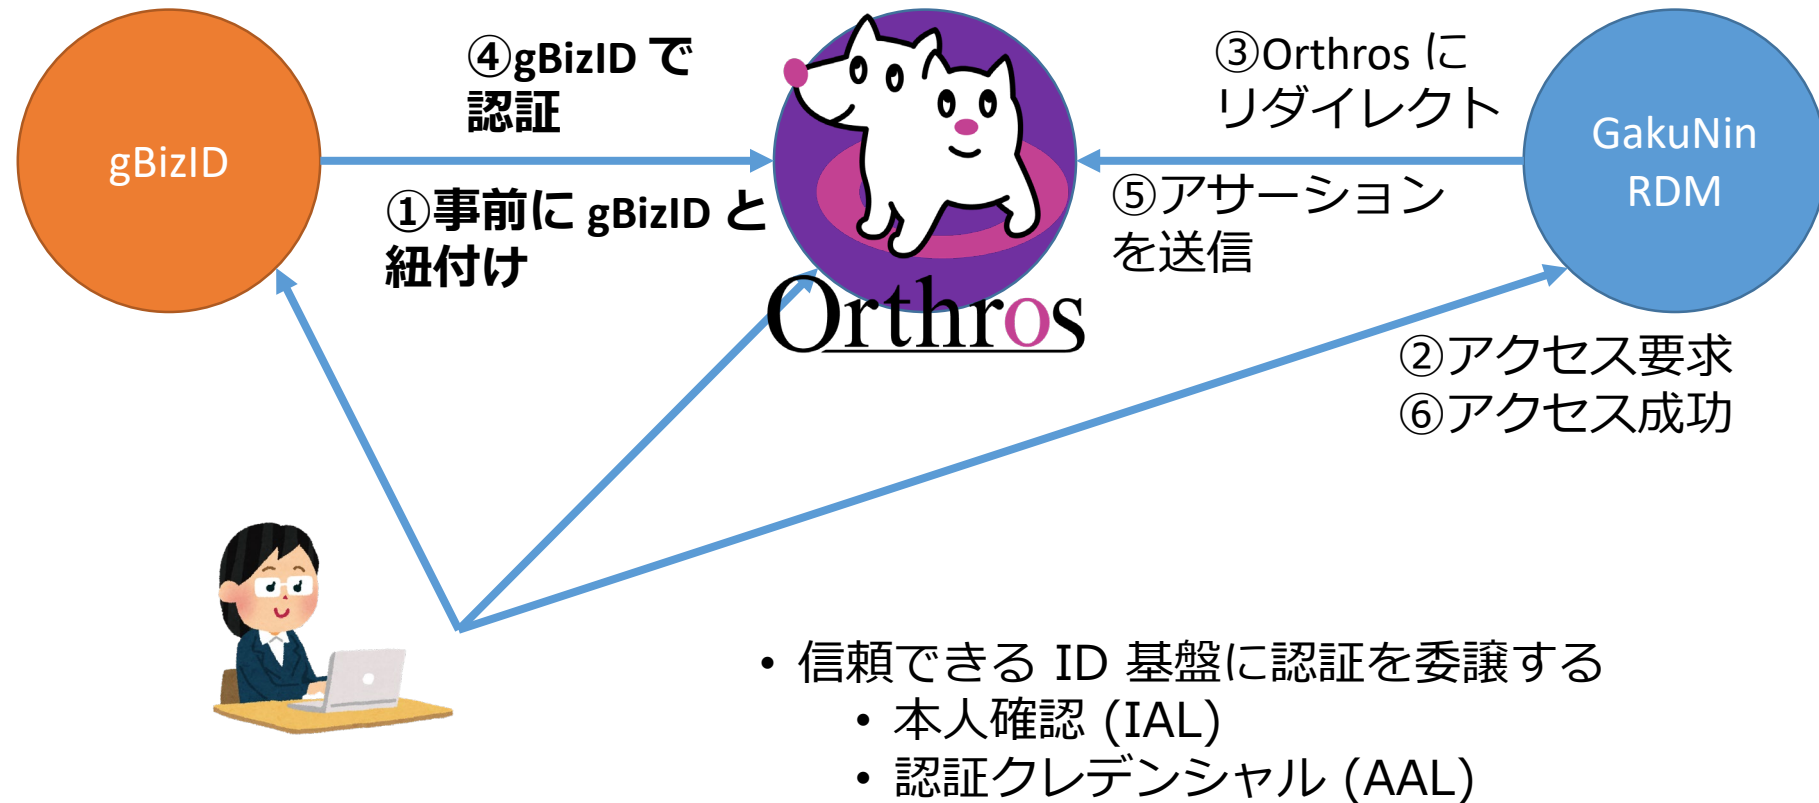 gBizID
④gBizID で
認証
①事前に gBizID と
紐付け
Orthros
③Orthros に
リダイレクト
⑤アサーション
を送信
GakuNin
RDM
②アクセス要求
⑥アクセス成功
• 信頼できる ID 基盤に認証を委譲する
• 本人確認 (IAL)
• 認証クレデンシャル (AAL)